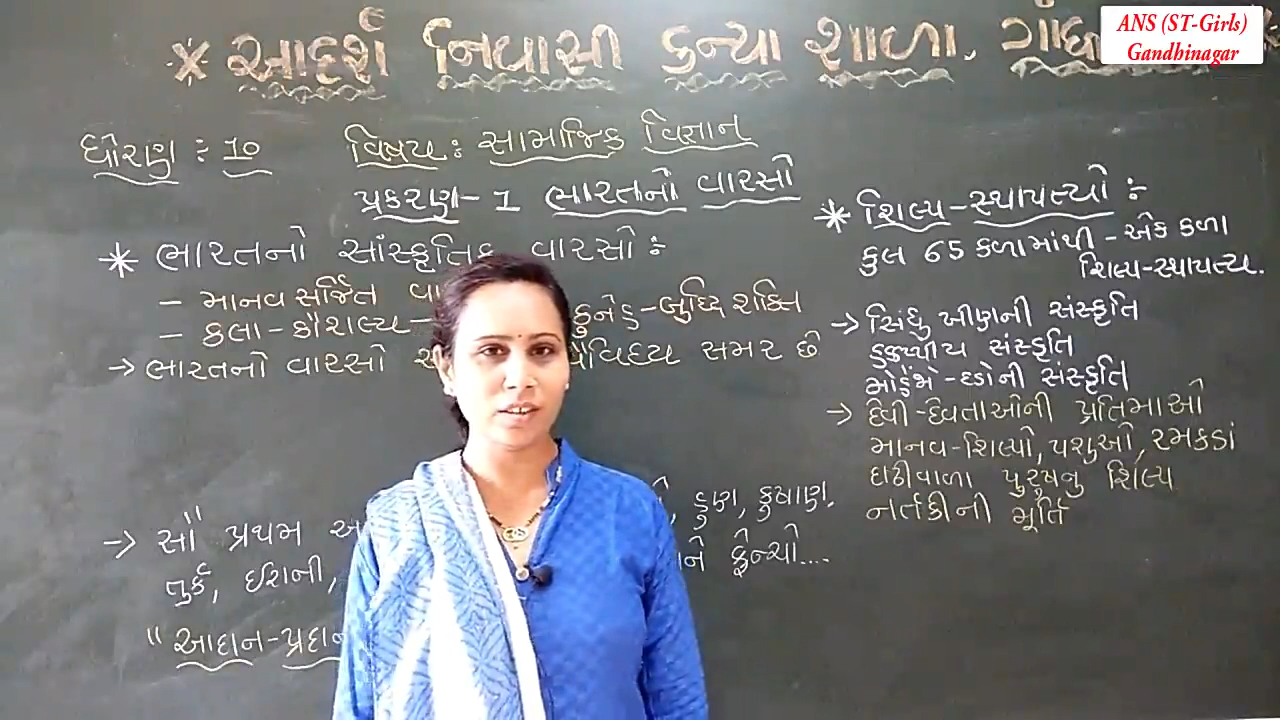 ANS (ST-Girls)
Gandhinagar
* આદર્શ નિવાસી કન્યા શાળા. ગાંધી
ધોરણ : 10 વિષય : સામાજિક વિજ્ઞાન
પ્રકરણ - 1 ભારતનો વારસો
* ભારતનો સાંસ્કૃતિક વારસો :
- માનવ સર્જિત
- કલા - કૌશલ્ય - કુનેહ - બુધ્ધિ શક્તિ
→ ભારતનો વારસો વૈવિધ્ય સમર છે
→ સૌ પ્રથમ હુણ, કુષાણ,
તુર્ક, ઈરાની, ફ્રેન્ચો....
" આદાન - પ્રદાન
* શિલ્પ - સ્થાપત્યો :
કુલ 65 કળામાંથી - એક કળા
શિલ્પ - સ્થાપત્ય.
→ સિંધુ ખીણની સંસ્કૃતિ
હડપ્પીય સંસ્કૃતિ
મોહેંજો - દડોની સંસ્કૃતિ
→ દેવી - દેવતાઓની પ્રતિમાઓ
માનવ - શિલ્પો, પશુઓ, રમકડાં
દાઢીવાળા પુરૂષનુ શિલ્પ
નર્તકીની મૂર્તિ